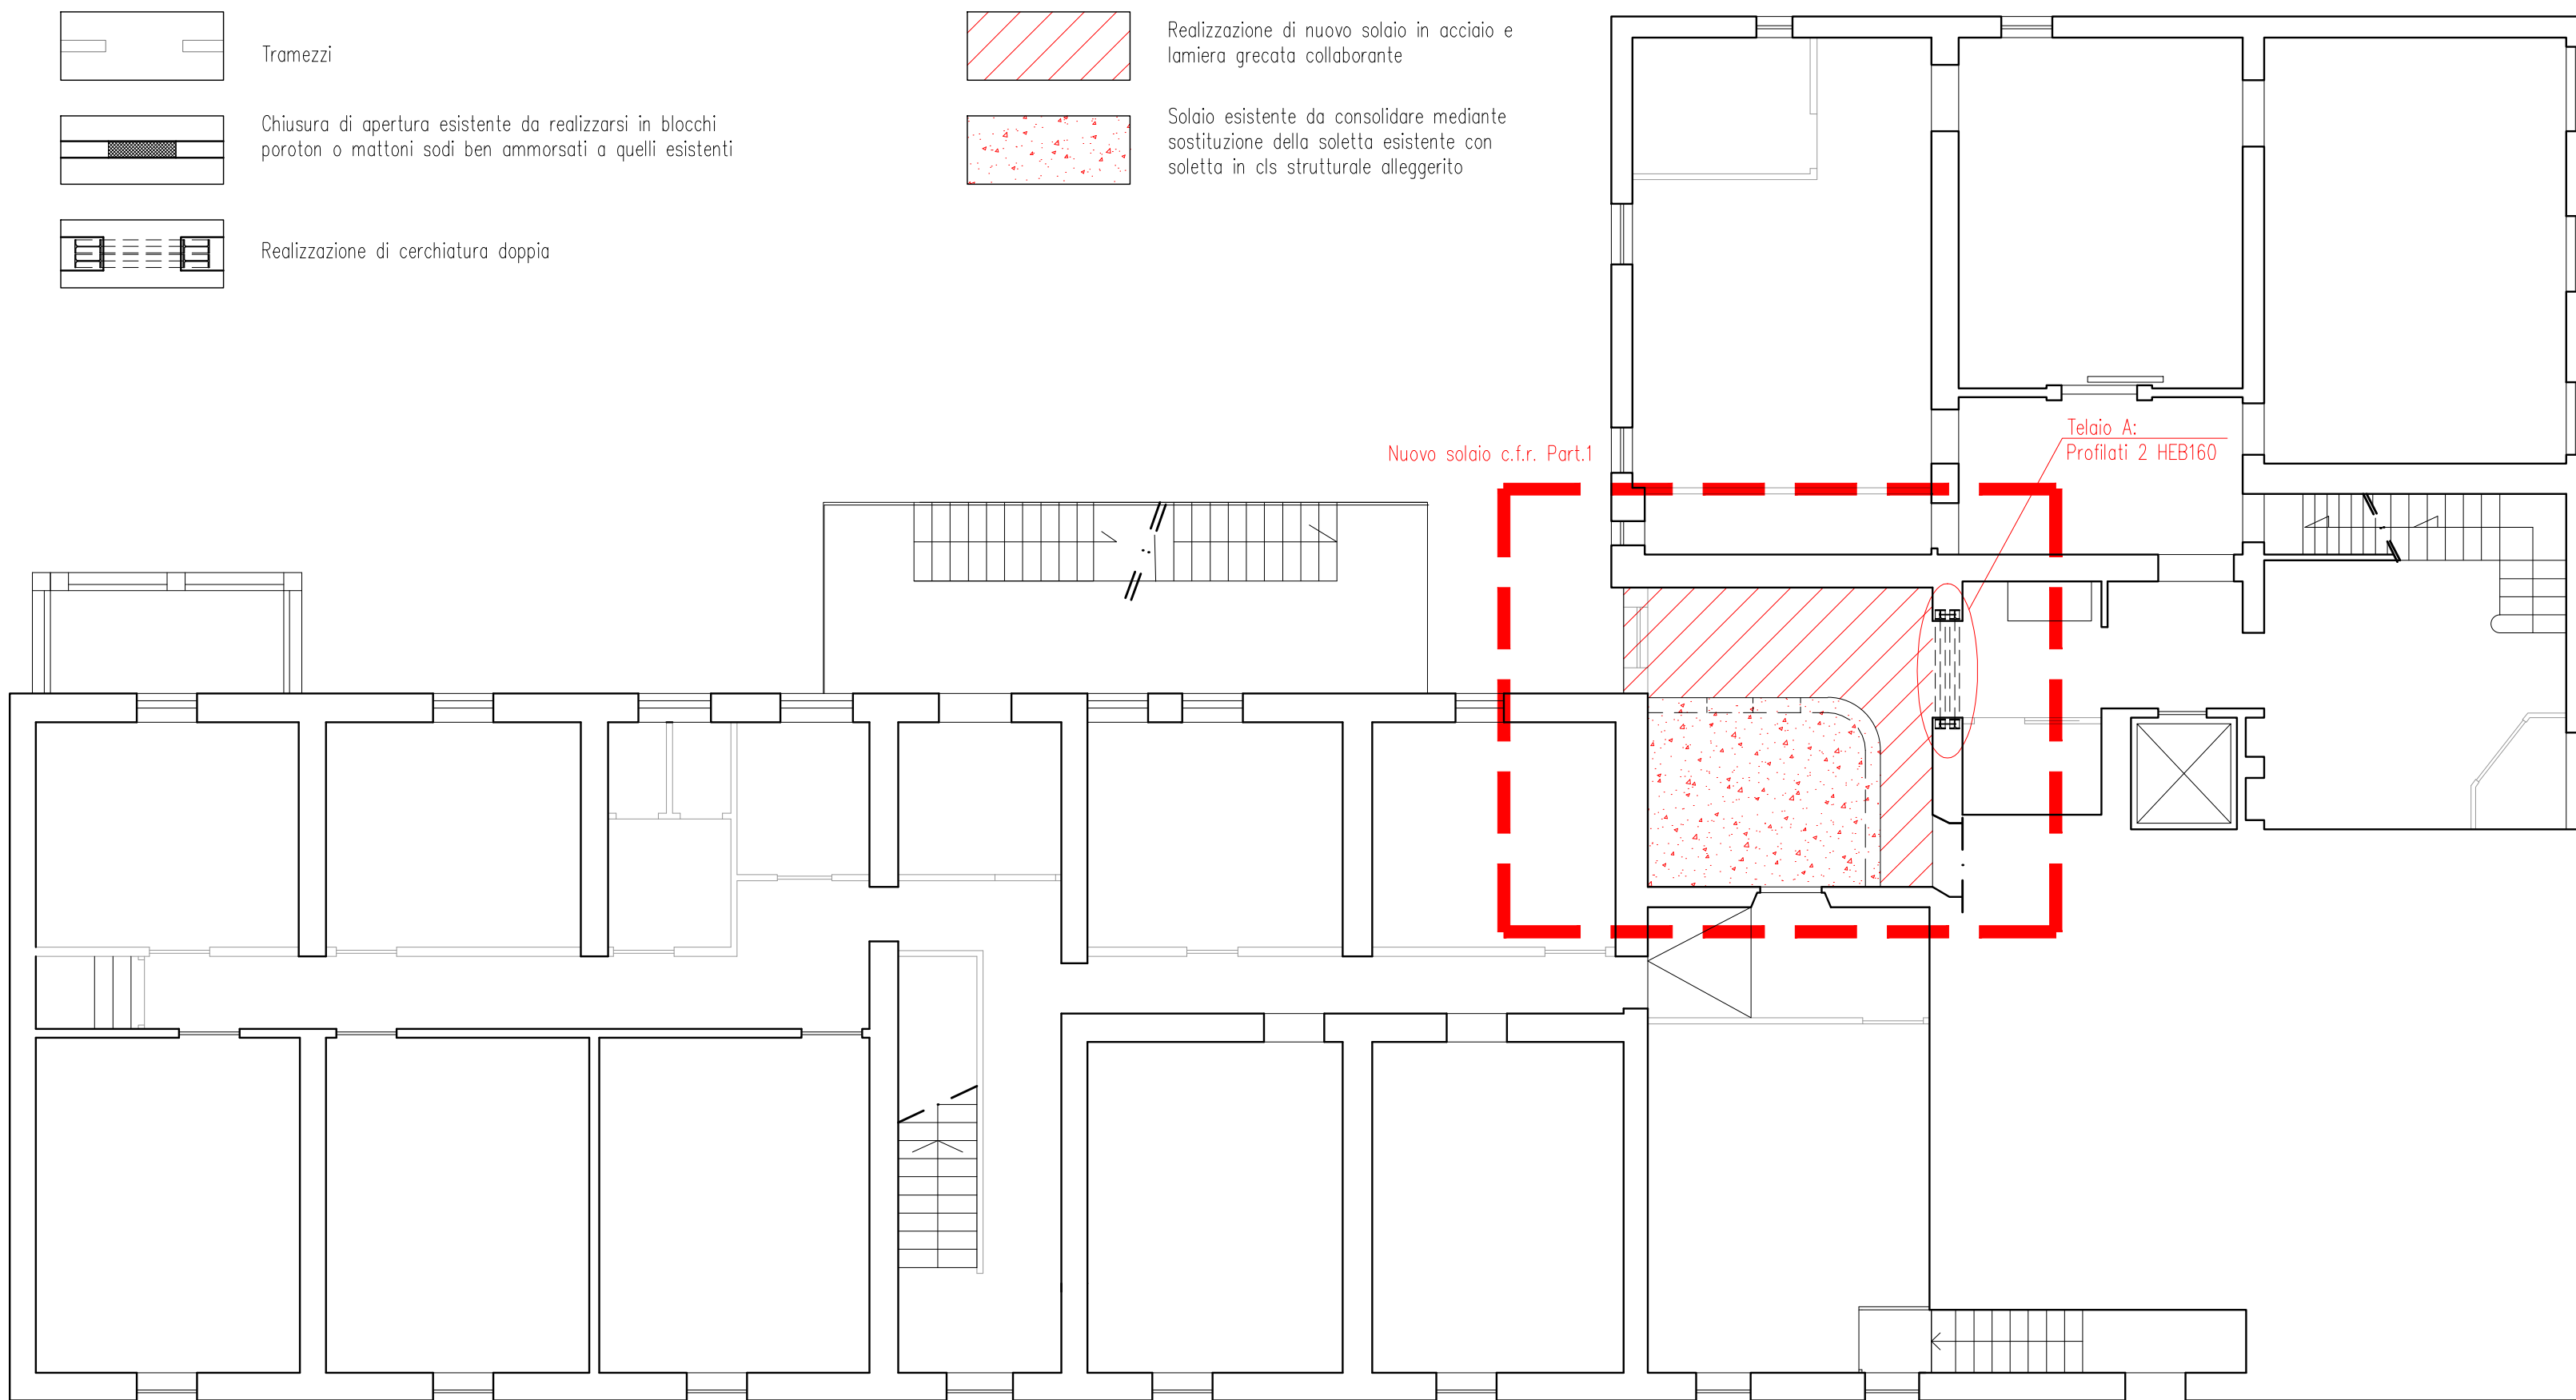 Tramezzi
Chiusura di apertura esistente da realizzarsi in blocchi
poroton o mattoni sodi ben ammorsati a quelli esistenti
Realizzazione di cerchiatura doppia
Realizzazione di nuovo solaio in acciaio e
lamiera grecata collaborante
Solaio esistente da consolidare mediante
sostituzione della soletta esistente con
soletta in cls strutturale alleggerito
Nuovo solaio c.f.r. Part.1
Telaio A:
Profilati 2 HEB160